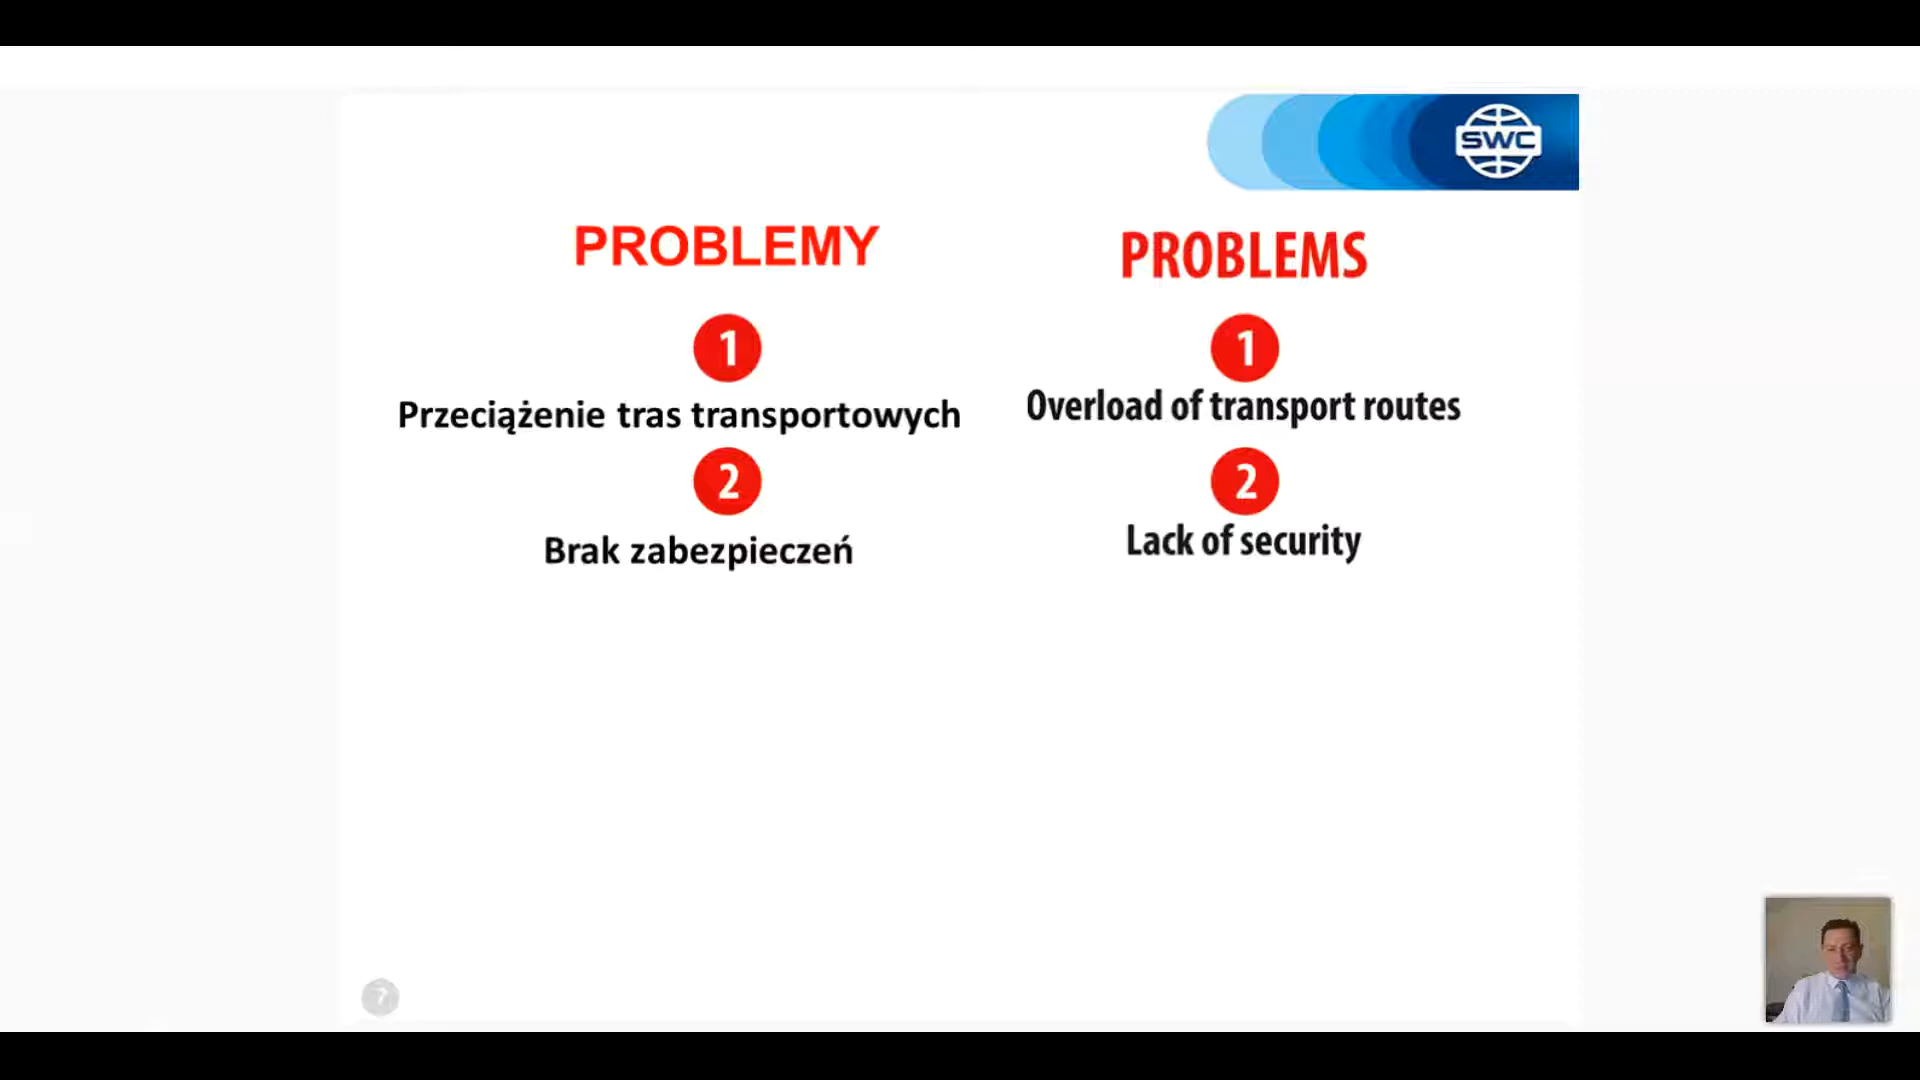 SWC
PROBLEMY
1
Przeciążenie tras transportowych
2
Brak zabezpieczeń
PROBLEMS
1
Overload of transport routes
2
Lack of security
7